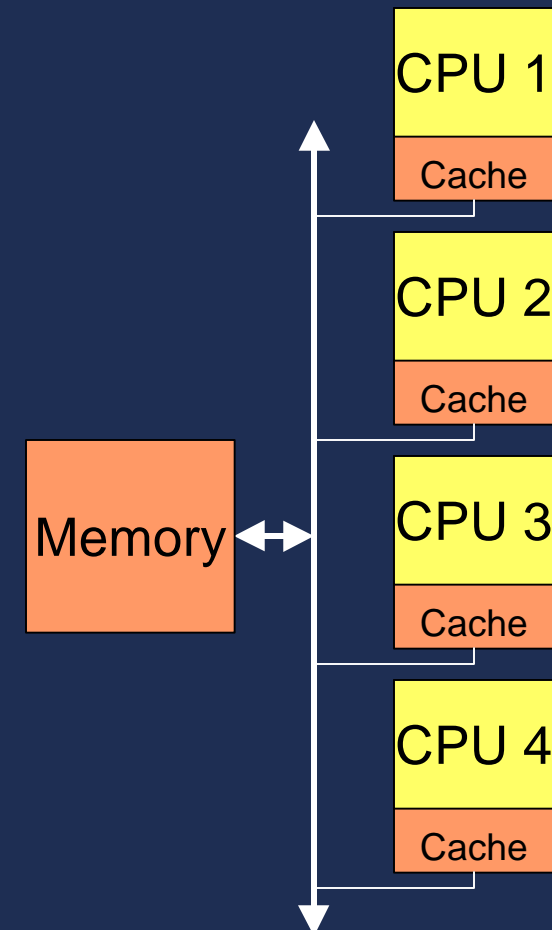 CPU 1
Cache
CPU 2
Cache
Memory
CPU 3
Cache
CPU 4
Cache